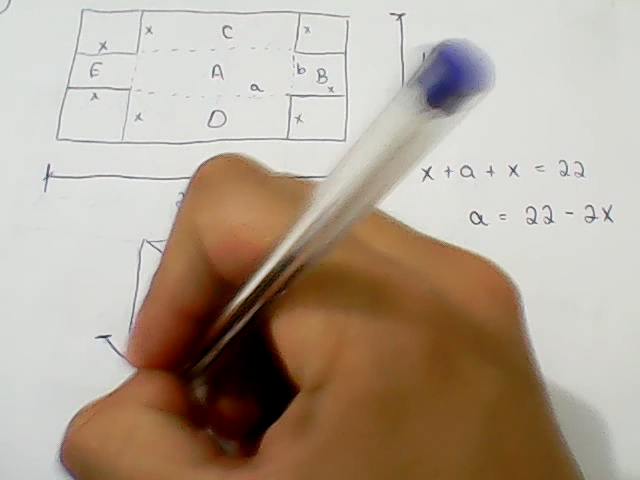 x C x
x
E A b B
x a x
x D x
x + a + x = 22
a = 22 - 2x